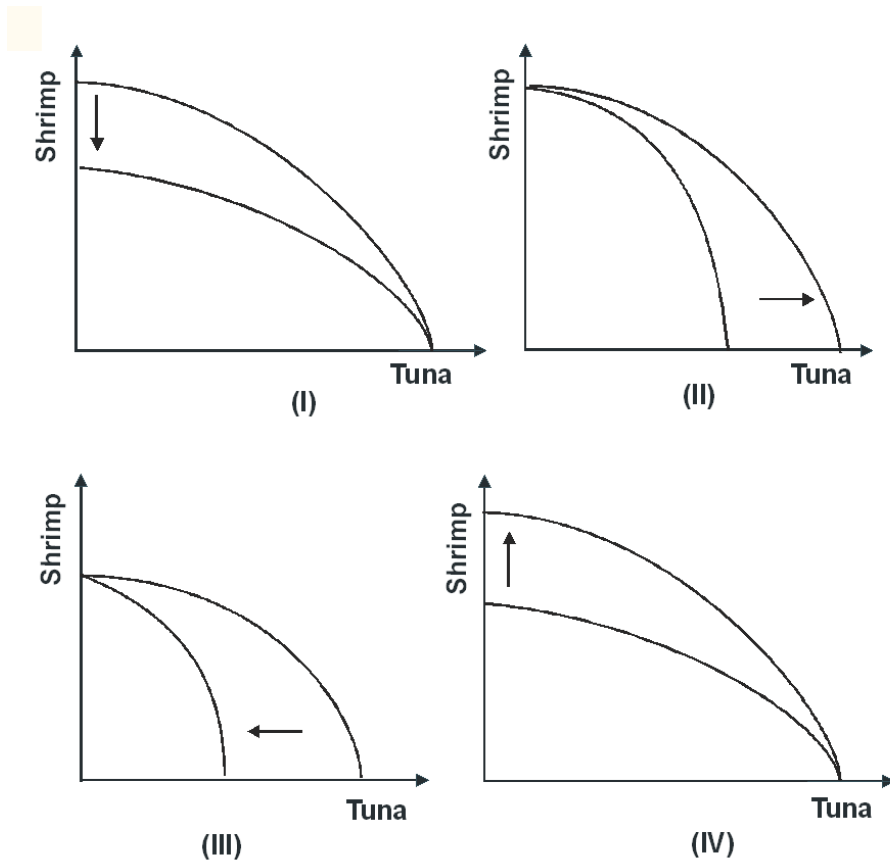 Shrimp
Tuna
(I)
Shrimp
Tuna
(II)
Shrimp
Tuna
(III)
Shrimp
Tuna
(IV)